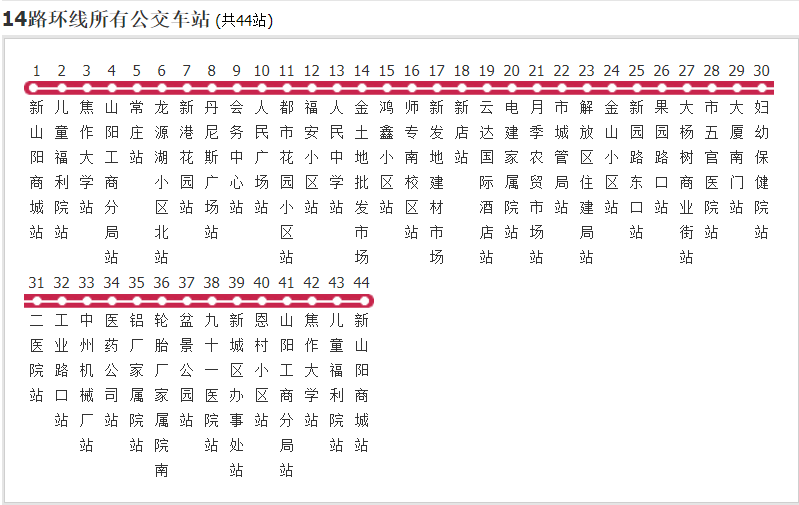 14路环线所有公交车站 (共44站)
1 2 3 4 5 6 7 8 9 10 11 12 13 14 15 16 17 18 19 20 21 22 23 24 25 26 27 28 29 30
新山阳商城站
儿童福利院站
焦作大学站
山阳工商分局站
常庄站
龙源湖小区北站
新港花园站
丹尼斯广场站
会务中心站
人民广场站
都市花园小区站
福安小区站
人民中学站
金土地批发市场
鸿鑫小区站
师专南校区站
新发地建材市场
新店站
云达国际酒店站
电建家属院站
月季农贸市场站
市城管局站
解放区住建局站
金山小区站
新园路东口站
果园路口站
大杨树商业街站
市五官医院站
大厦南门站
妇幼保健院站
31 32 33 34 35 36 37 38 39 40 41 42 43 44
二医院站
工业路口站
中州机械厂站
医药公司站
铝厂家属院站
轮胎厂家属院南
盆景公园站
九十一医院站
新城区办事处站
恩村小区站
山阳工商分局站
焦作大学站
儿童福利院站
新山阳商城站